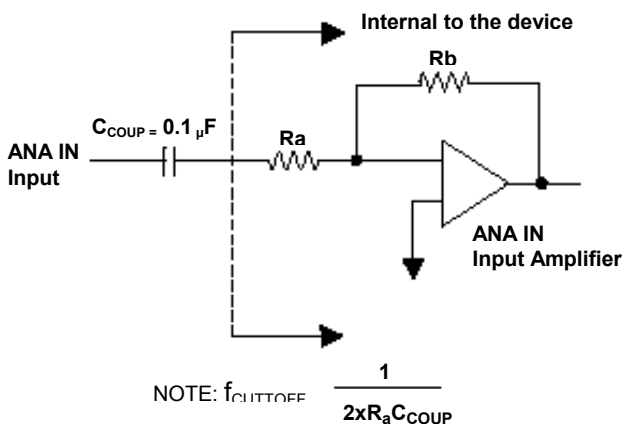 Internal to the device
Rb
CCOUP = 0.1 µF
Ra
ANA IN
Input
ANA IN
Input Amplifier
NOTE: fCUTTOFF
1
2xRaCCOUP